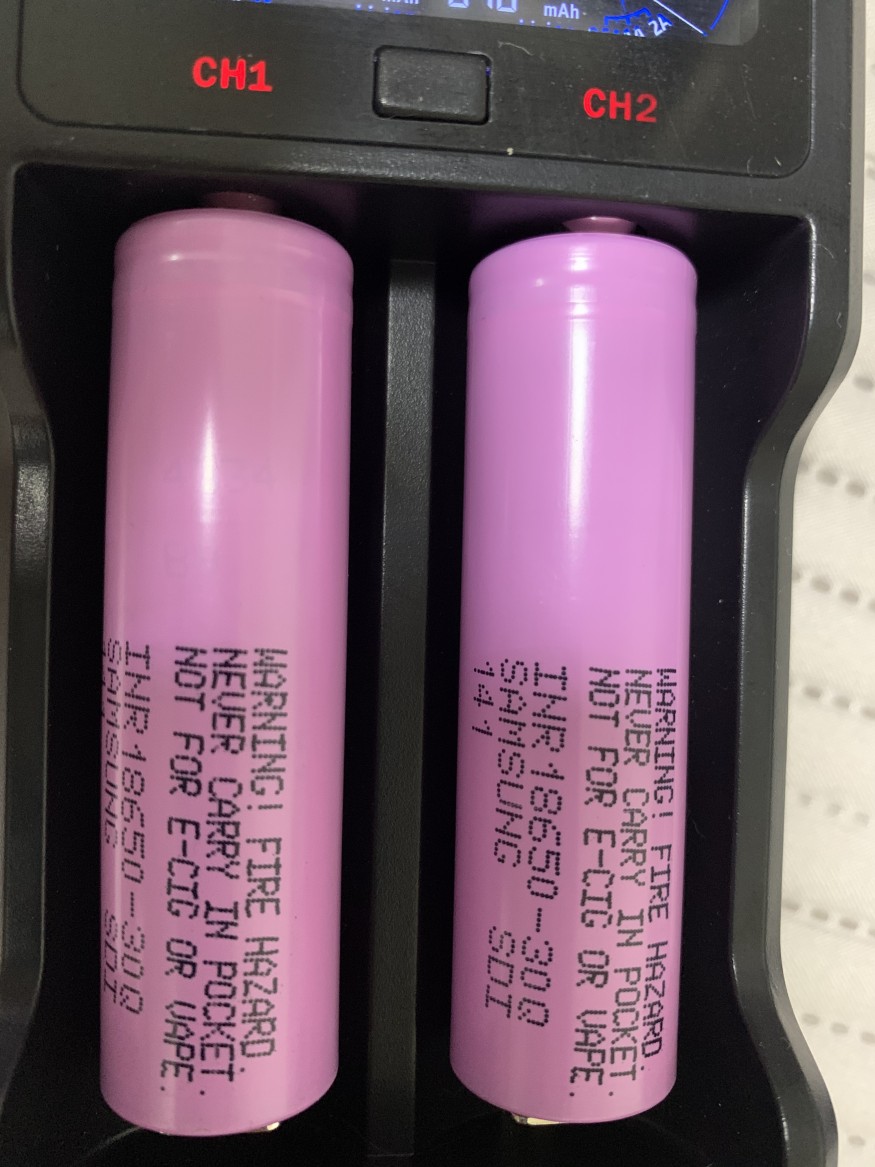 mAh
2A
CH1
CH2
WARNING! FIRE HAZARD.
NEVER CARRY IN POCKET.
NOT FOR E-CIG OR VAPE.
INR18650-30Q
SAMSUNG SDI
WARNING! FIRE HAZARD.
NEVER CARRY IN POCKET.
NOT FOR E-CIG OR VAPE.
INR18650-30Q
SAMSUNG SDI
141